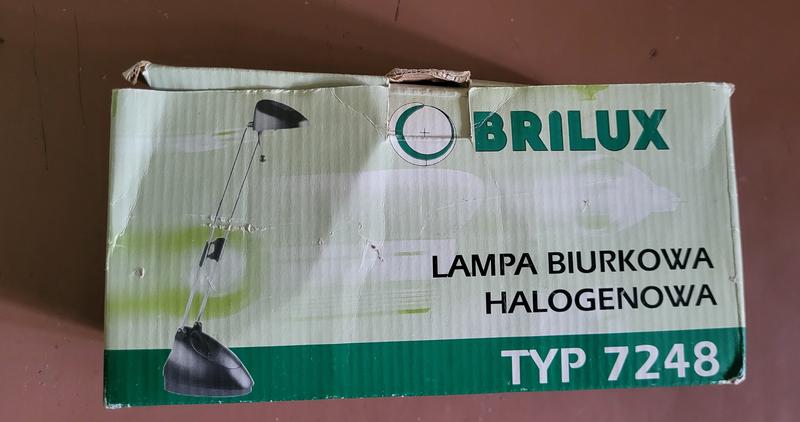 BRILUX
LAMPA BIURKOWA
HALOGENOWA
TYP 7248